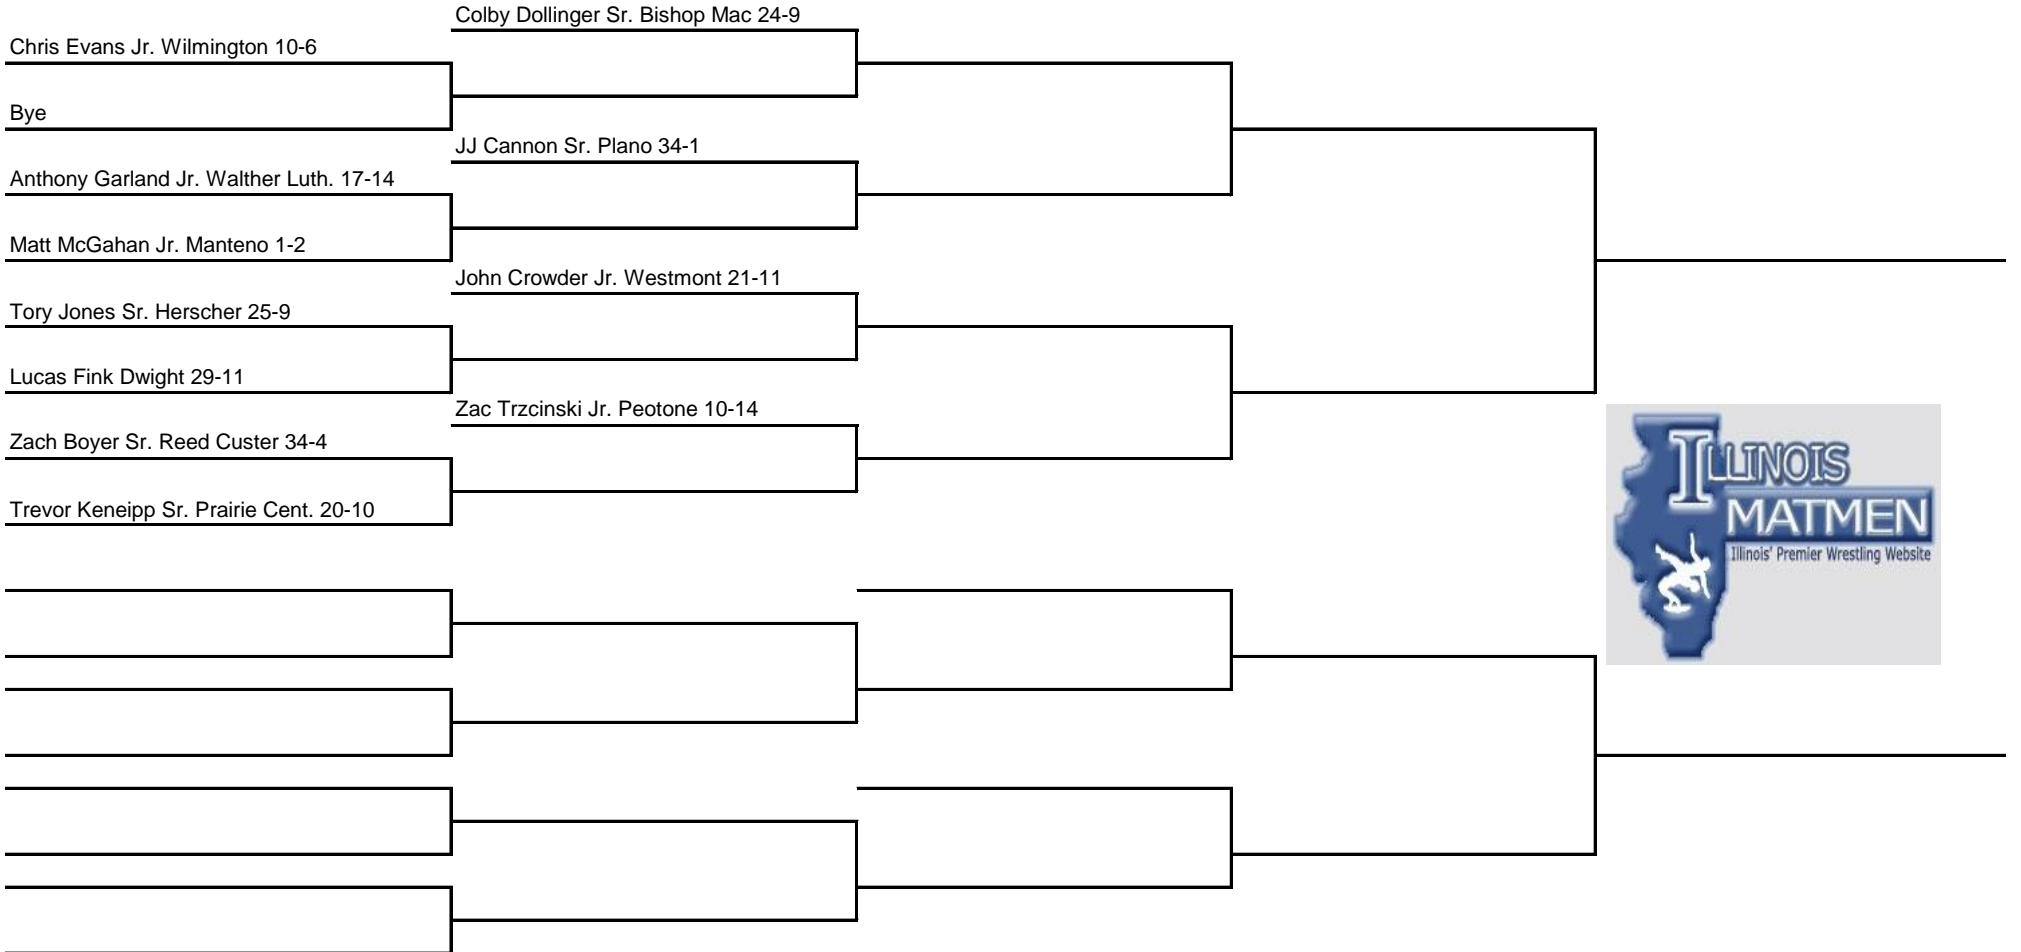 Colby Dollinger Sr. Bishop Mac 24-9
Chris Evans Jr. Wilmington 10-6
Bye
JJ Cannon Sr. Plano 34-1
Anthony Garland Jr. Walther Luth. 17-14
Matt McGahan Jr. Manteno 1-2
John Crowder Jr. Westmont 21-11
Tory Jones Sr. Herscher 25-9
Lucas Fink Dwight 29-11
Zac Trzcinski Jr. Peotone 10-14
Zach Boyer Sr. Reed Custer 34-4
Trevor Keneipp Sr. Prairie Cent. 20-10
ILLINOIS
MATMEN
Illinois' Premier Wrestling Website